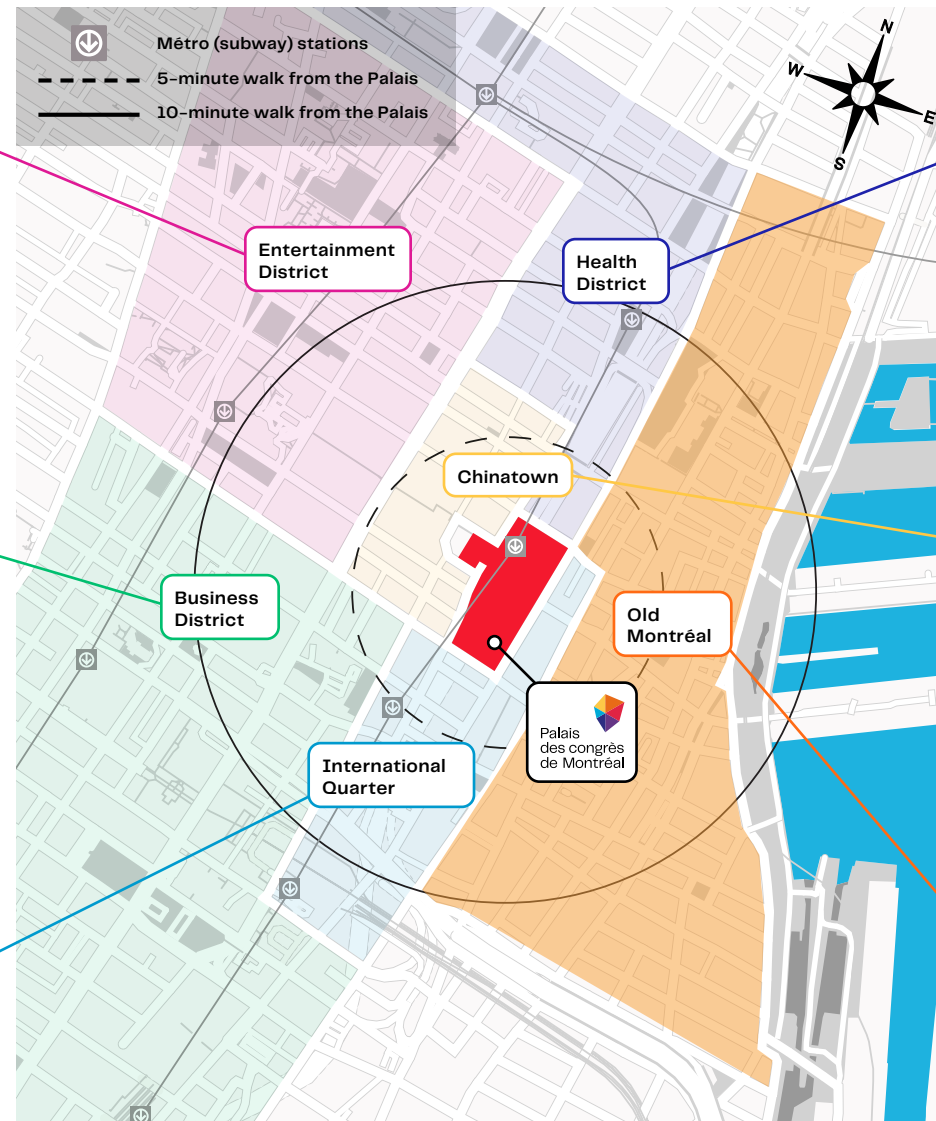 Métro (subway) stations
5-minute walk from the Palais
10-minute walk from the Palais
N
W
E
S
Entertainment
District
Health
District
Chinatown
Business
District
Old
Montréal
Palais
des congrès
de Montréal
International
Quarter